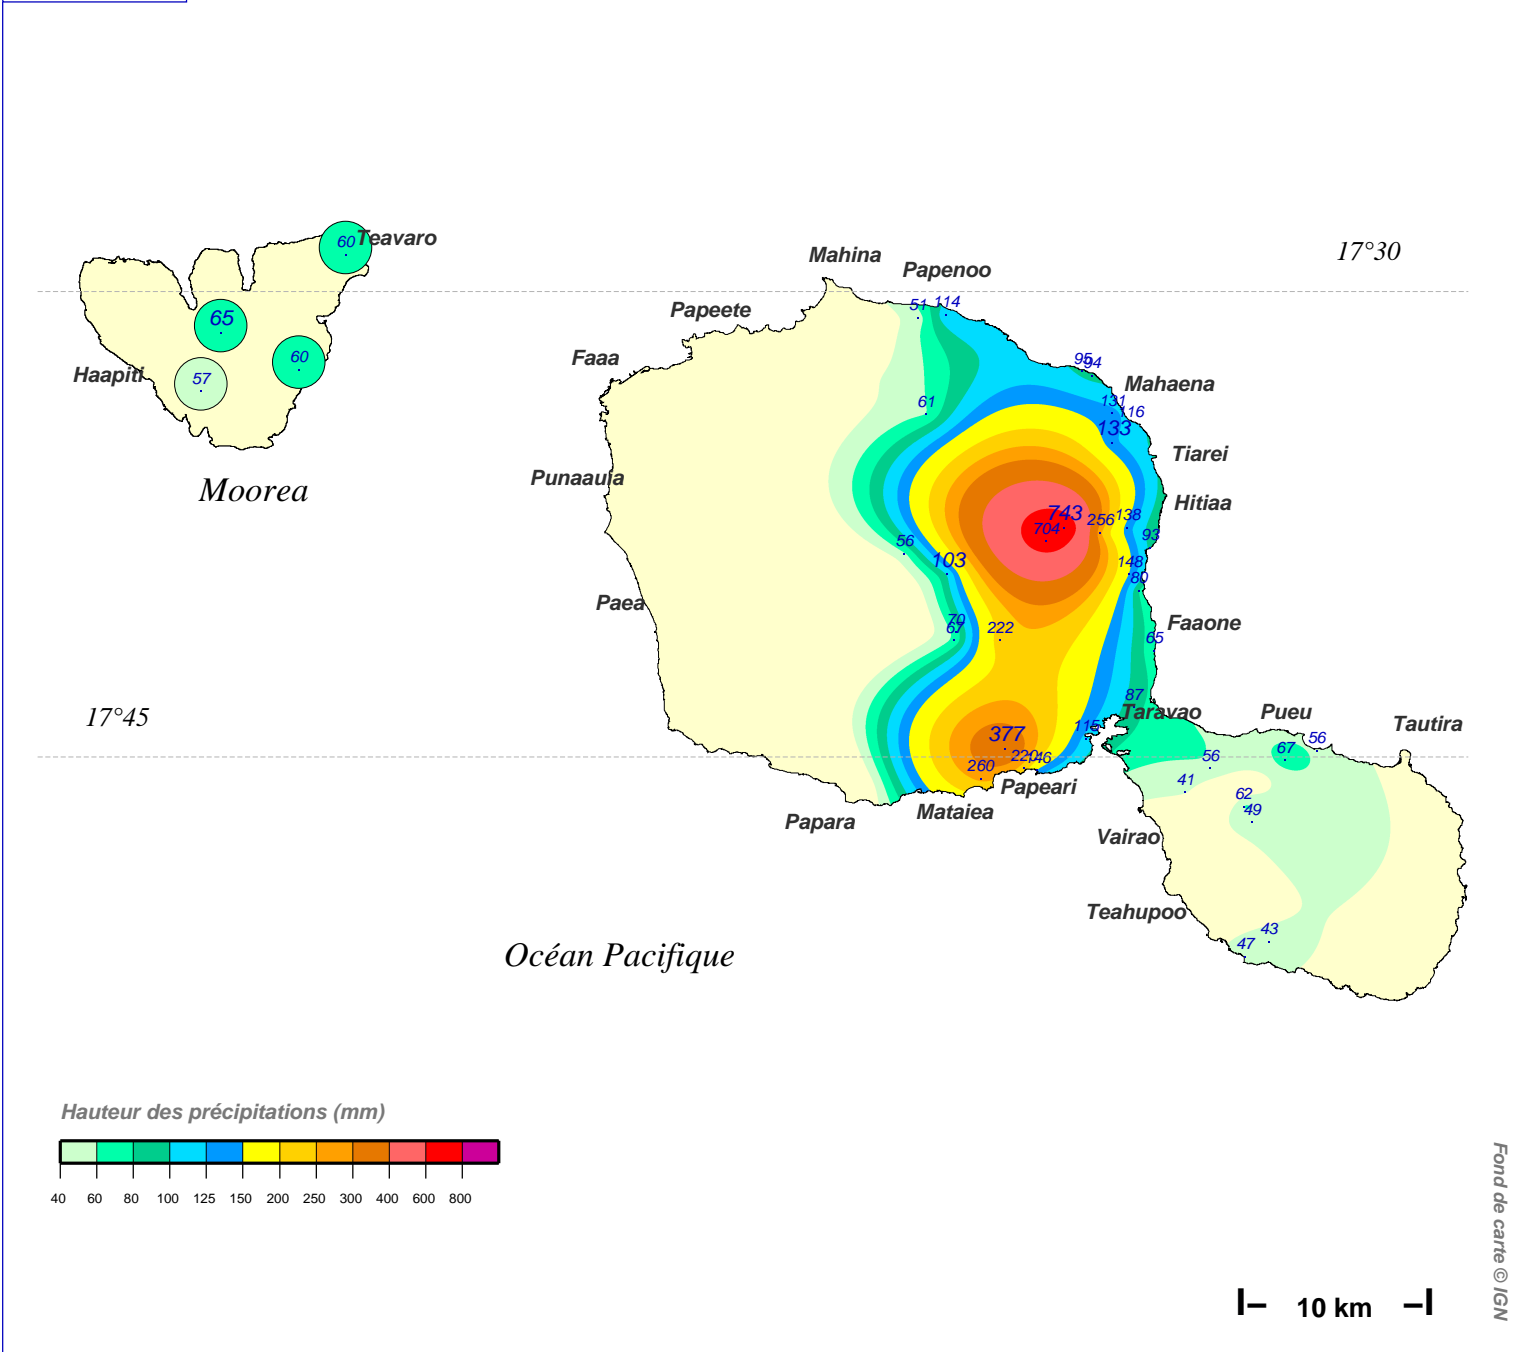 17°30
60 Teavaro
Mahina
Papenoo
51 114
Papeete
65
Faaa
60
95 94
Haapiti
57
Mahaena
61
131
116
133
Tiarei
Moorea
Punaauia
Hitiaa
743
704
256 138
93
56
103
148
80
Paea
70
67
222
Faaone
65
87
17°45
Taravao
Pueu
Tautira
377
115
56
67
220
146
56
260
41
Papeari
62
49
Papara
Mataiea
Vairao
Teahupoo
43
47
Océan Pacifique
Hauteur des précipitations (mm)
40 60 80 100 125 150 200 250 300 400 600 800
Fond de carte © IGN
10 km